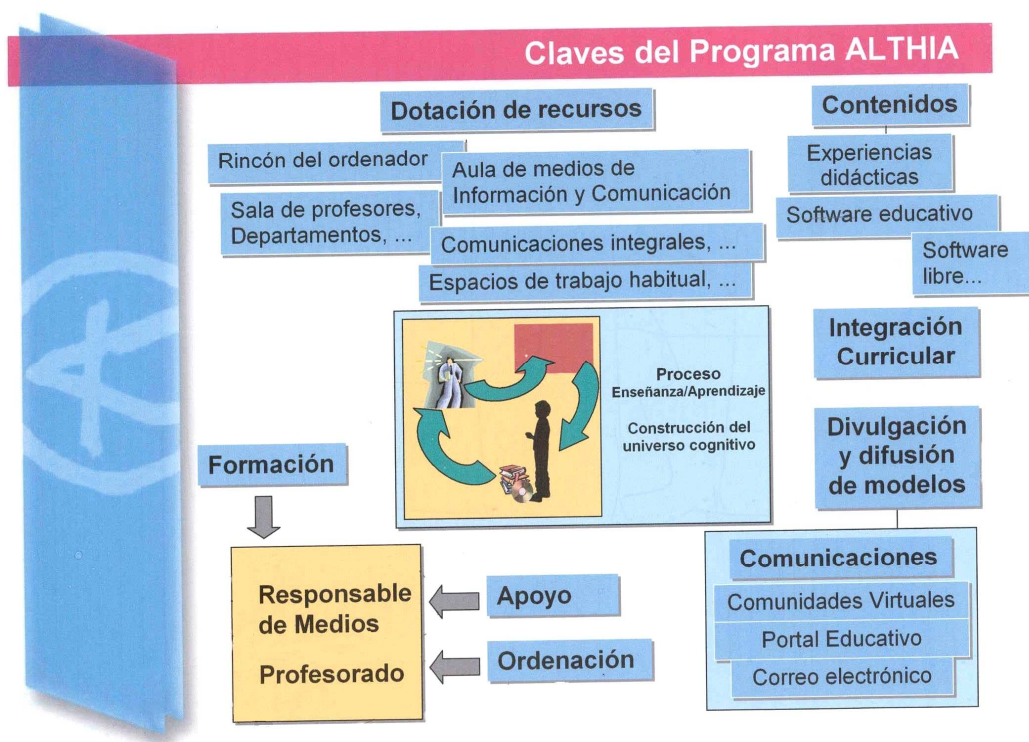 Claves del Programa ALTHIA
Dotación de recursos
Rincón del ordenador
Aula de medios de
Información y Comunicación
Sala de profesores,
Departamentos, ...
Comunicaciones integrales, ...
Espacios de trabajo habitual, ...
Contenidos
Experiencias
didácticas
Software educativo
Software
libre...
Proceso
Enseñanza/Aprendizaje
Construcción del
universo cognitivo
Integración
Curricular
Divulgación
y difusión
de modelos
Formación
Responsable
de Medios
Profesorado
Apoyo
Ordenación
Comunicaciones
Comunidades Virtuales
Portal Educativo
Correo electrónico